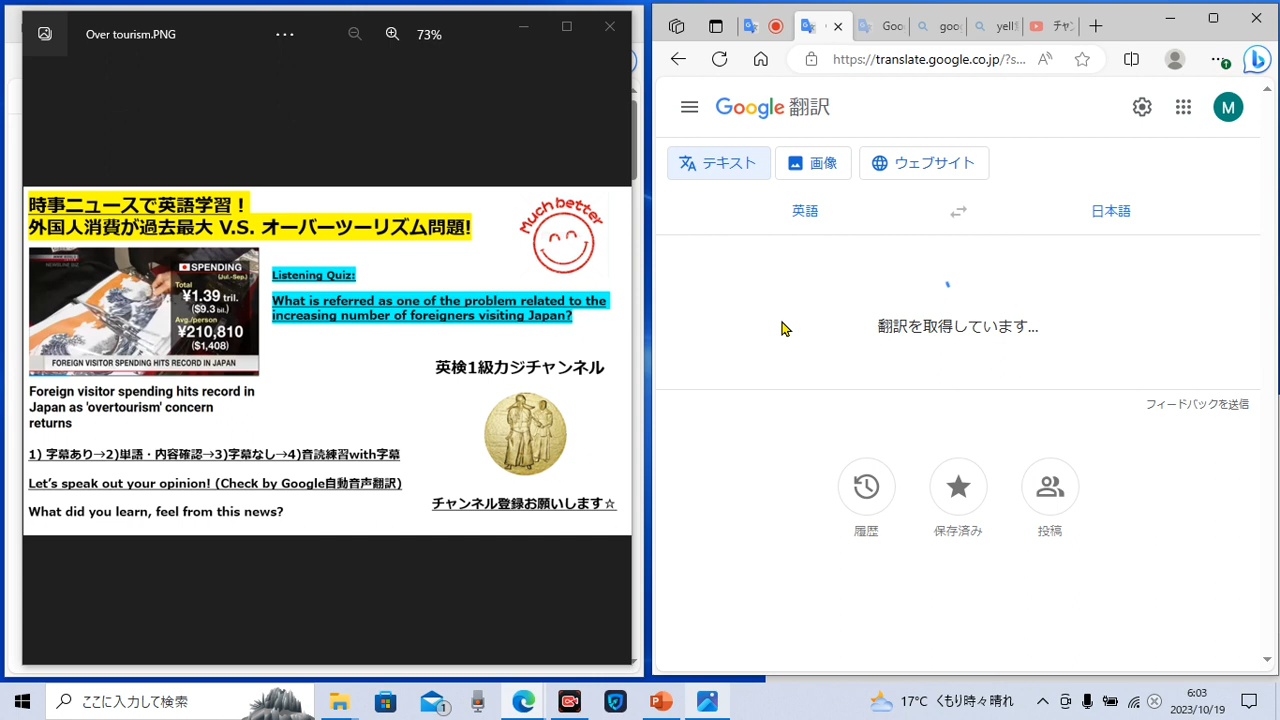 Over tourism.PNG
73%
時事ニュースで英語学習！
外国人消費が過去最大 V.S. オーバーツーリズム問題!
Much better
SPENDING
(Jul.-Sep.)
Total
¥1.39 tril.
($9.3 bil.)
Avg./person
¥210,810
($1,408)
FOREIGN VISITOR SPENDING HITS RECORD IN JAPAN
Listening Quiz:
What is referred as one of the problem related to the
increasing number of foreigners visiting Japan?
Foreign visitor spending hits record in
Japan as 'overtourism' concern
returns
英検1級カジチャンネル
1) 字幕あり→2)単語・内容確認→3)字幕なし→4)音読練習with字幕
Let's speak out your opinion! (Check by Google自動音声翻訳)
What did you learn, feel from this news?
チャンネル登録お願いします☆
Goo
goo
yell
チャン
https://translate.google.co.jp/?s...
Google 翻訳
M
テキスト
画像
ウェブサイト
英語
日本語
翻訳を取得しています...
フィードバックを送信
履歴
保存済み
投稿
ここに入力して検索
1
17°C くもり時々晴れ
6:03
2023/10/19